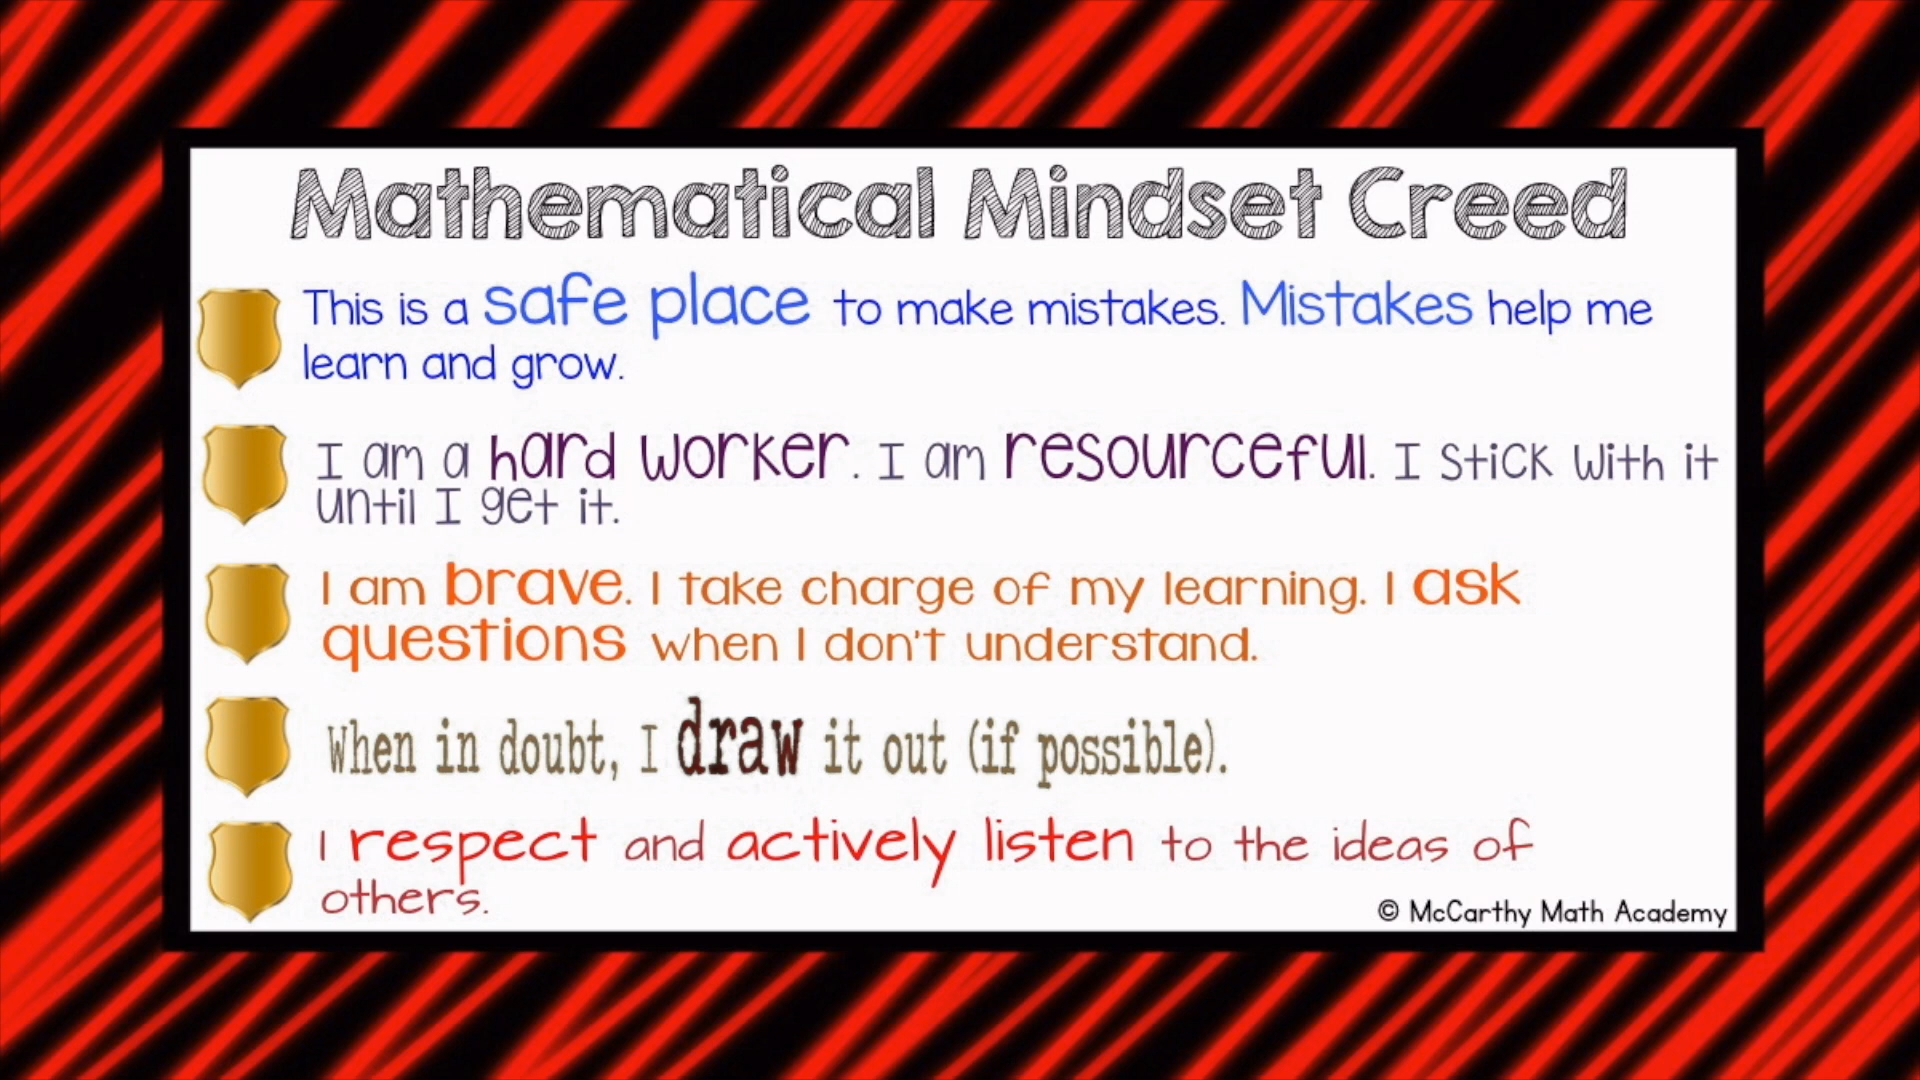 Mathematical Mindset Creed
This is a safe place to make mistakes. Mistakes help me
learn and grow.
I am a hard worker. I am resourceful. I stick with it
until I get it.
I am brave. I take charge of my learning. I ask
questions when I don't understand.
When in doubt, I draw it out (if possible).
I respect and actively listen to the ideas of
others.
© McCarthy Math Academy